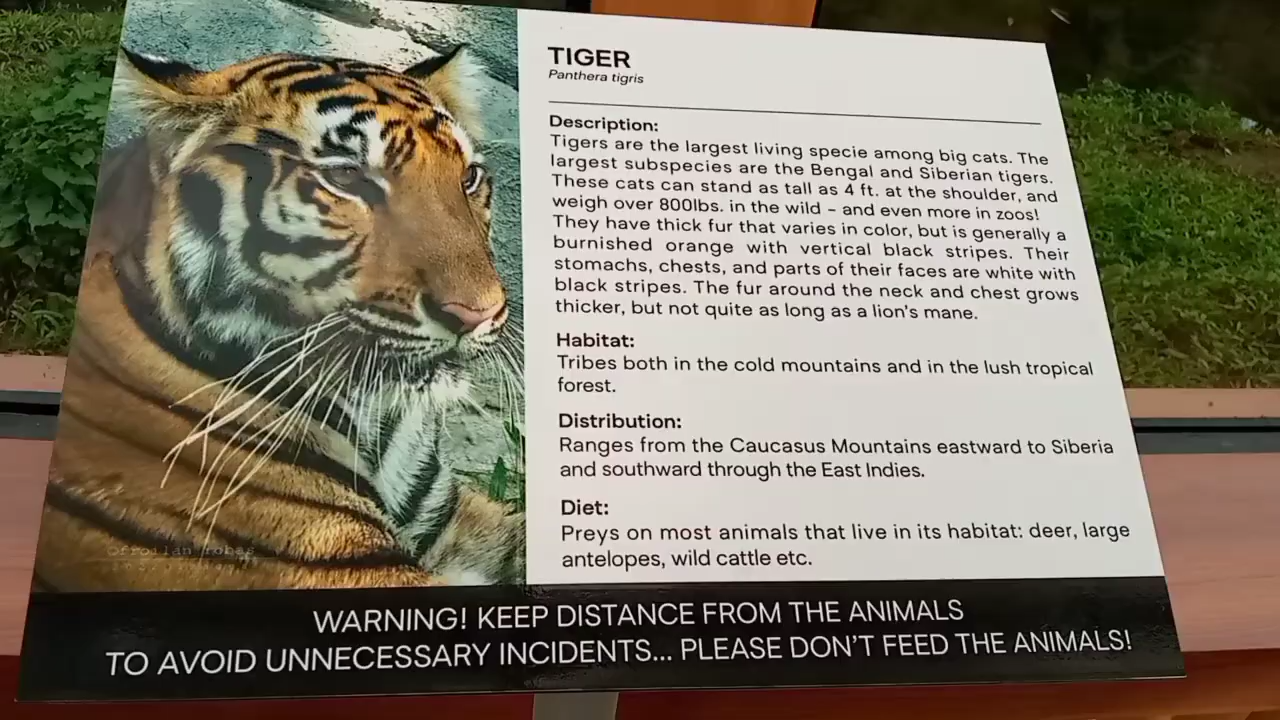 TIGER
Panthera tigris
Description:
Tigers are the largest living specie among big cats. The
largest subspecies are the Bengal and Siberian tigers.
These cats can stand as tall as 4 ft. at the shoulder, and
weigh over 800lbs. in the wild – and even more in zoos!
They have thick fur that varies in color, but is generally a
burnished orange with vertical black stripes. Their
stomachs, chests, and parts of their faces are white with
black stripes. The fur around the neck and chest grows
thicker, but not quite as long as a lion's mane.
Habitat:
Tribes both in the cold mountains and in the lush tropical
forest.
Distribution:
Ranges from the Caucasus Mountains eastward to Siberia
and southward through the East Indies.
Diet:
Preys on most animals that live in its habitat: deer, large
antelopes, wild cattle etc.
WARNING! KEEP DISTANCE FROM THE ANIMALS
TO AVOID UNNECESSARY INCIDENTS... PLEASE DON'T FEED THE ANIMALS!